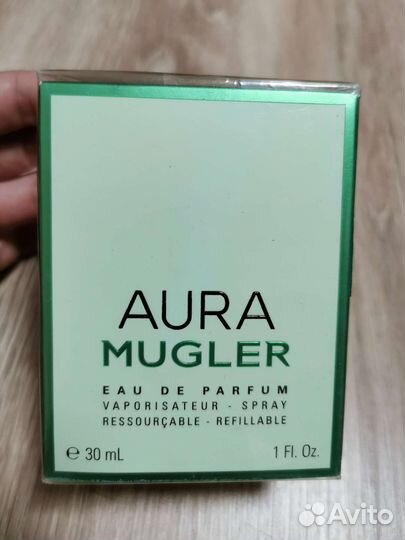 AURA
MUGLER
EAU DE PARFUM
VAPORISATEUR - SPRAY
RESSOURÇABLE - REFILLABLE
℮ 30 mL 1 Fl. Oz.
Avito